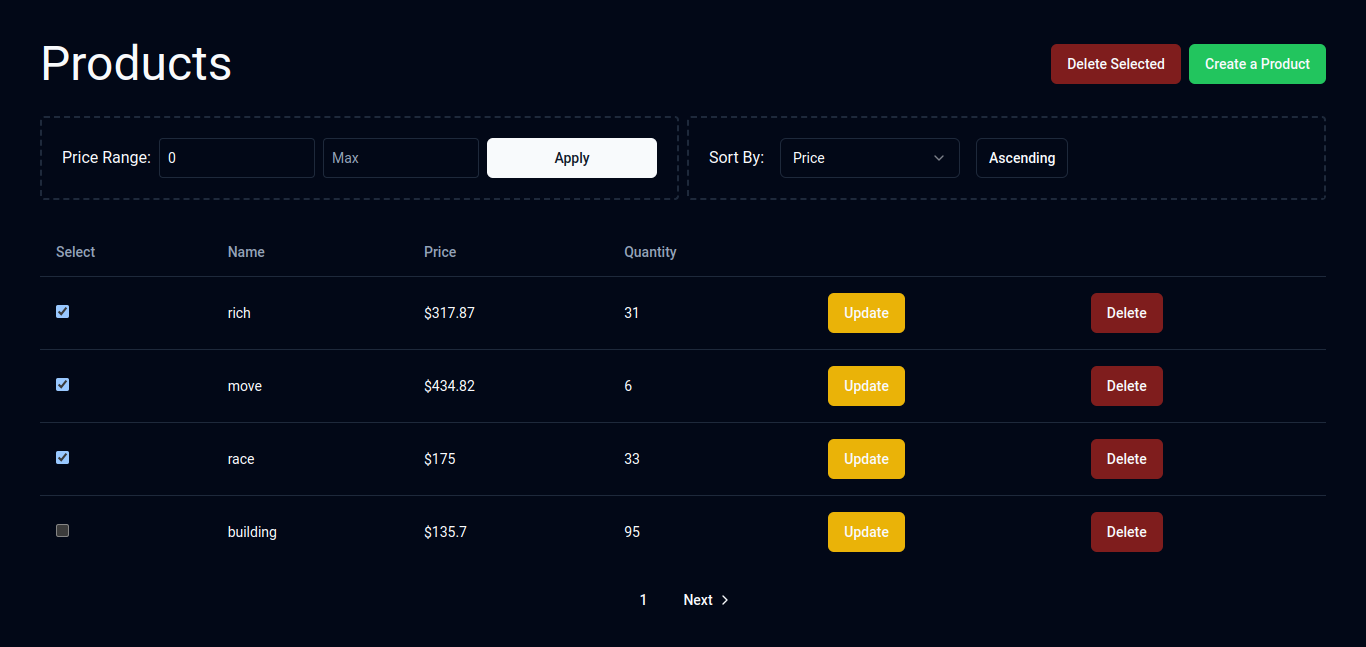 Products
Delete Selected
Create a Product
Price Range: 0 Max Apply
Sort By: Price Ascending
Select Name Price Quantity
rich $317.87 31 Update Delete
move $434.82 6 Update Delete
race $175 33 Update Delete
building $135.7 95 Update Delete
1 Next